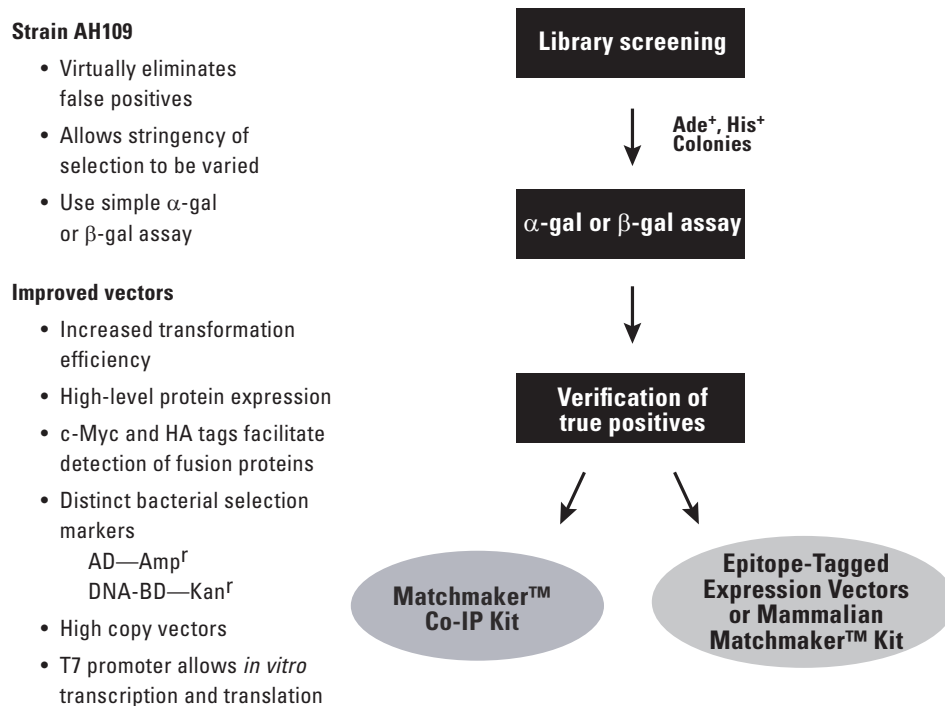 Strain AH109
• Virtually eliminates
false positives
• Allows stringency of
selection to be varied
• Use simple α-gal
or β-gal assay
Improved vectors
• Increased transformation
efficiency
• High-level protein expression
• c-Myc and HA tags facilitate
detection of fusion proteins
• Distinct bacterial selection
markers
AD—Ampʳ
DNA-BD—Kanʳ
• High copy vectors
• T7 promoter allows in vitro
transcription and translation
Library screening
Ade⁺, His⁺
Colonies
α-gal or β-gal assay
Verification of
true positives
Matchmaker™
Co-IP Kit
Epitope-Tagged
Expression Vectors
or Mammalian
Matchmaker™ Kit